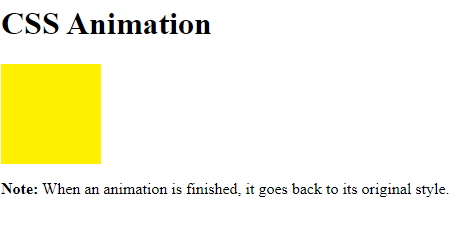 CSS Animation
Note: When an animation is finished, it goes back to its original style.